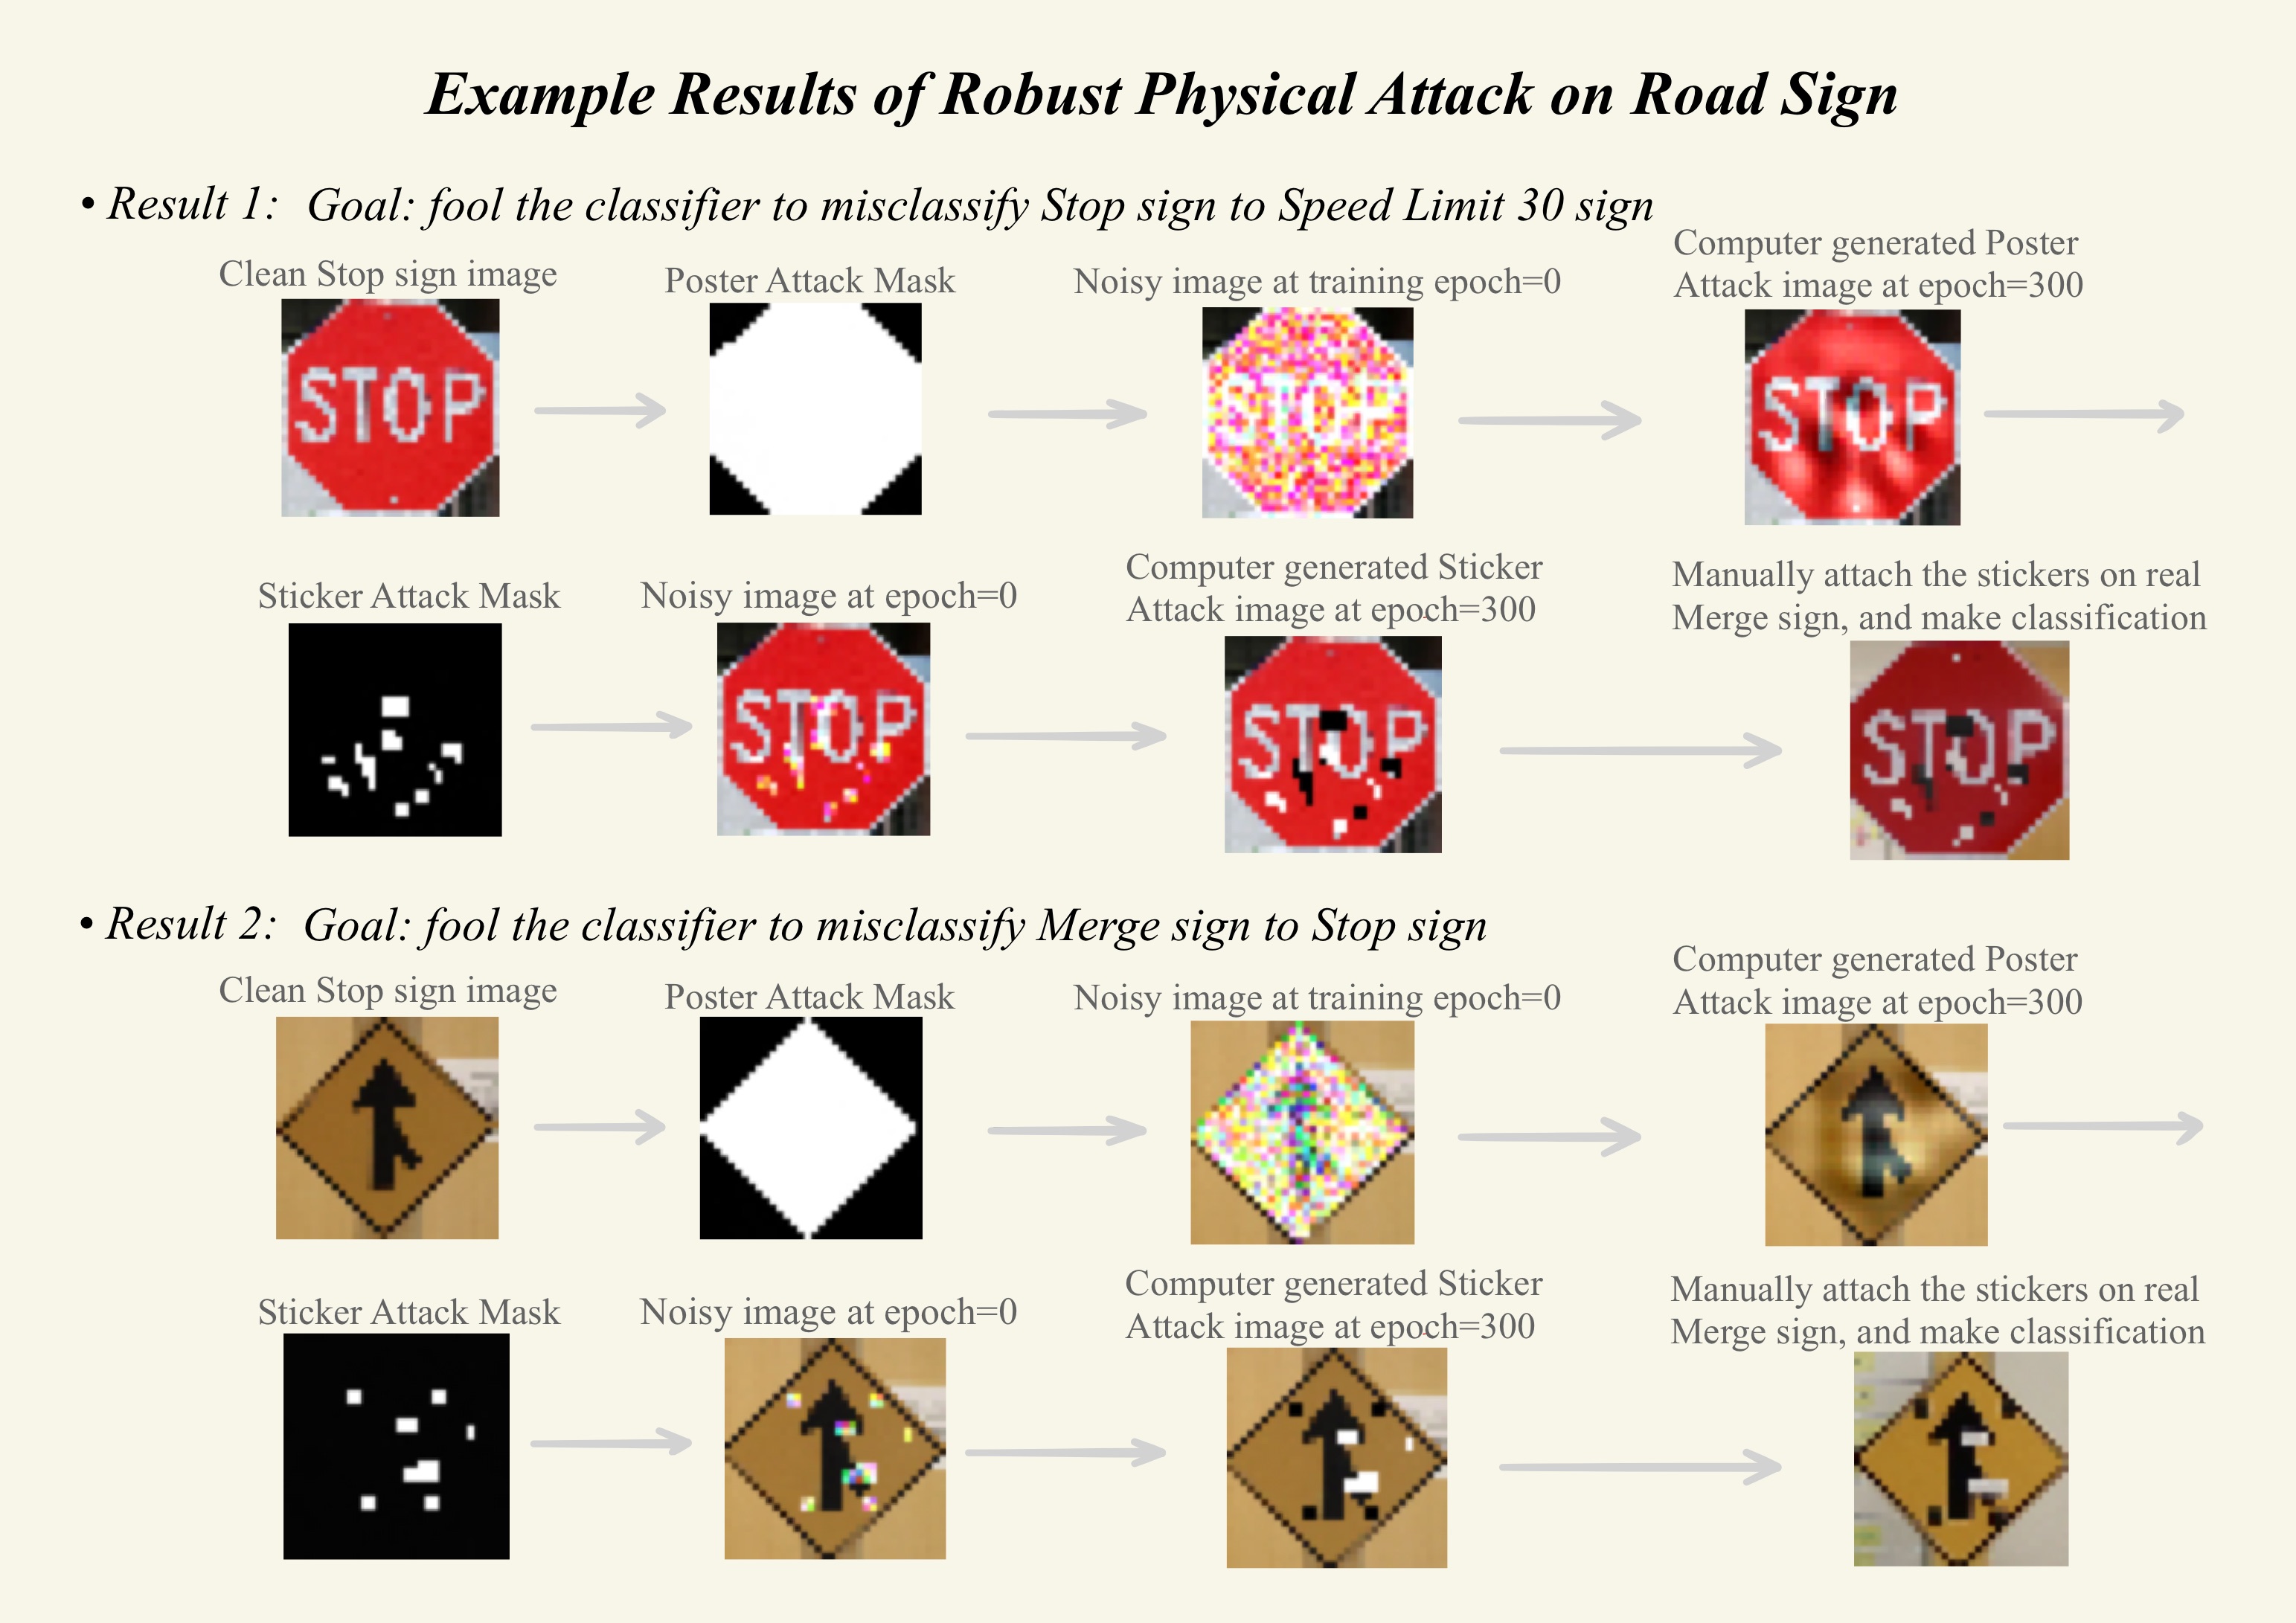 Example Results of Robust Physical Attack on Road Sign
• Result 1: Goal: fool the classifier to misclassify Stop sign to Speed Limit 30 sign
Clean Stop sign image
Poster Attack Mask
Noisy image at training epoch=0
Computer generated Poster
Attack image at epoch=300
STOP
STOP
STOP
Sticker Attack Mask
Noisy image at epoch=0
Computer generated Sticker
Attack image at epoch=300
Manually attach the stickers on real
Merge sign, and make classification
STOP
STOP
STOP
• Result 2: Goal: fool the classifier to misclassify Merge sign to Stop sign
Clean Stop sign image
Poster Attack Mask
Noisy image at training epoch=0
Computer generated Poster
Attack image at epoch=300
Sticker Attack Mask
Noisy image at epoch=0
Computer generated Sticker
Attack image at epoch=300
Manually attach the stickers on real
Merge sign, and make classification